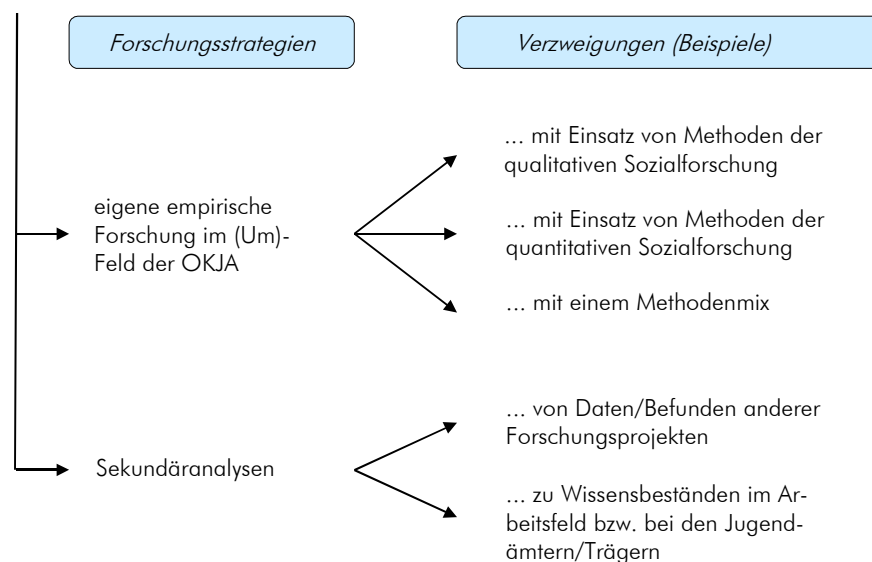 Forschungsstrategien
Verzweigungen (Beispiele)
eigene empirische
Forschung im (Um)-
Feld der OKJA
... mit Einsatz von Methoden der
qualitativen Sozialforschung
... mit Einsatz von Methoden der
quantitativen Sozialforschung
... mit einem Methodenmix
Sekundäranalysen
... von Daten/Befunden anderer
Forschungsprojekten
... zu Wissensbeständen im Ar-
beitsfeld bzw. bei den Jugend-
ämtern/Trägern